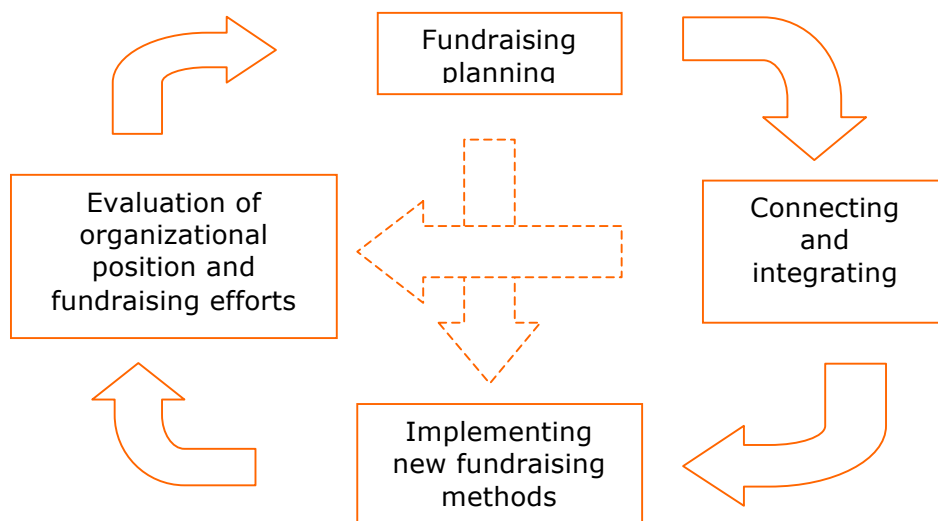 Fundraising
planning
Evaluation of
organizational
position and
fundraising efforts
Connecting
and
integrating
Implementing
new fundraising
methods